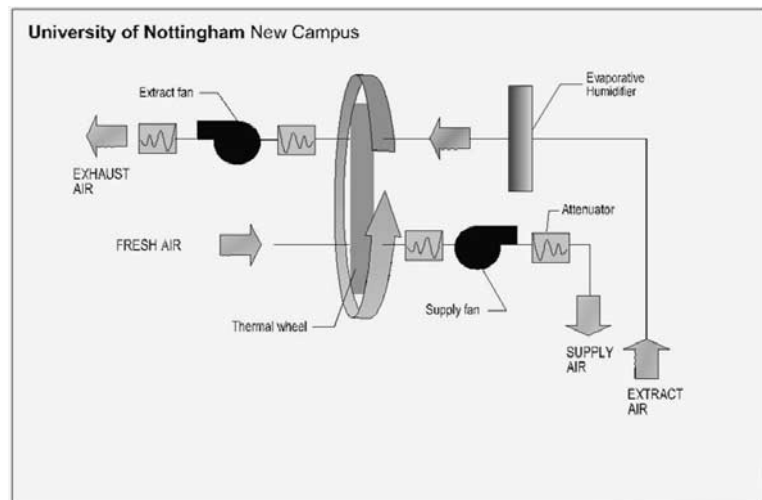 University of Nottingham New Campus
Extract fan
Evaporative
Humidifier
EXHAUST
AIR
Attenuator
FRESH AIR
Thermal wheel
Supply fan
SUPPLY
AIR
EXTRACT
AIR